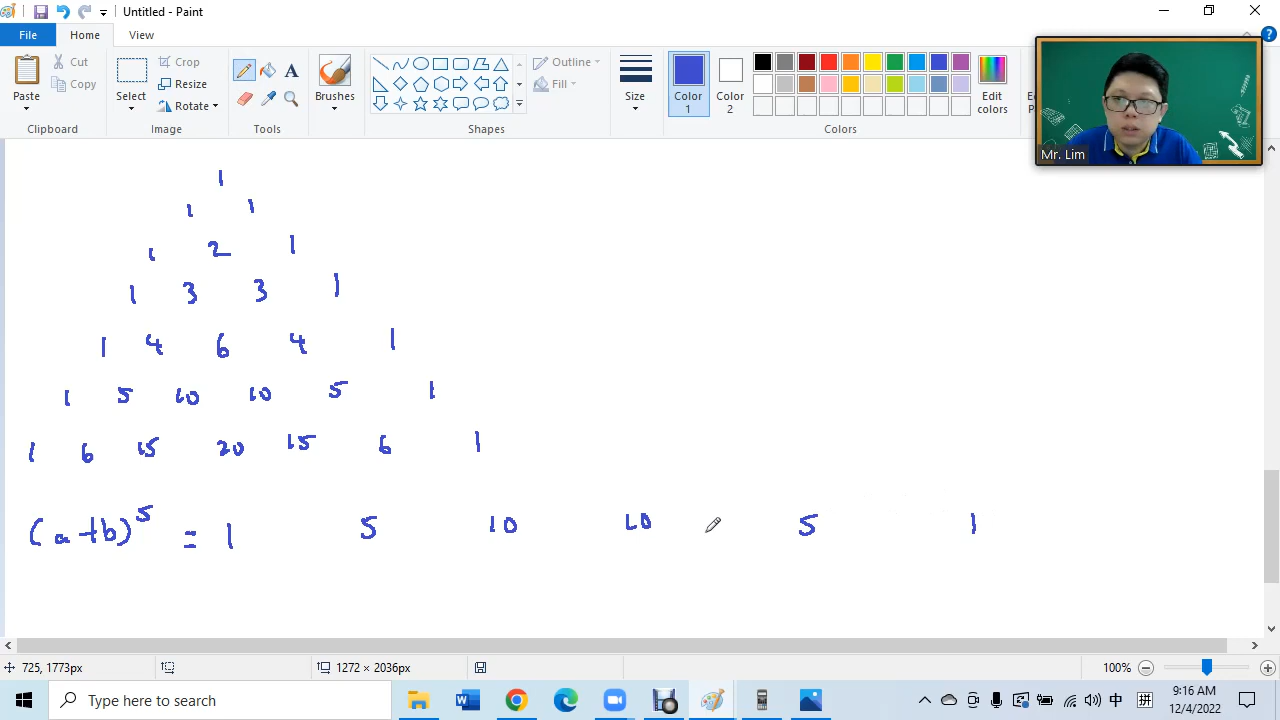 Untitled - Paint
File Home View
Paste Cut Copy
Clipboard
Select Crop Resize Rotate
Image
Tools
Brushes
Shapes
Outline
Fill
Size
Color 1
Color 2
Edit colors
Colors
Mr. Lim
1
1 1
1 2 1
1 3 3 1
1 4 6 4 1
1 5 10 10 5 1
1 6 15 20 15 6 1
(a+b)^5 = 1 5 10 10 5 1
725, 1773px
1272 × 2036px
100%
Type here to search
中 拼
9:16 AM
12/4/2022